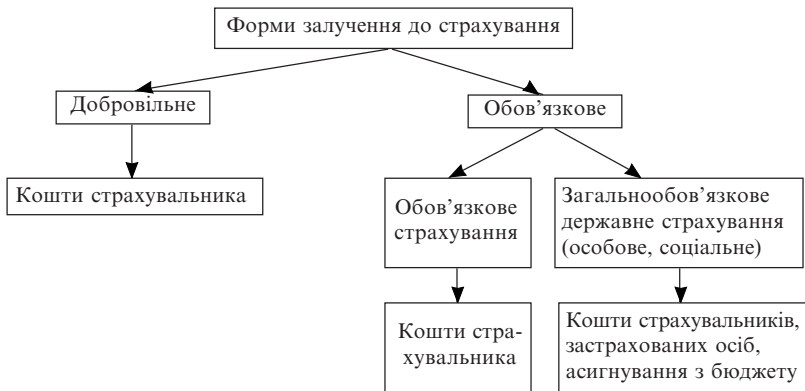 Форми залучення до страхування
Добровільне
Обов’язкове
Кошти страхувальника
Обов’язкове
страхування
Загальнообов’язкове
державне страхування
(особове, соціальне)
Кошти стра-
хувальника
Кошти страхувальників,
застрахованих осіб,
асигнування з бюджету